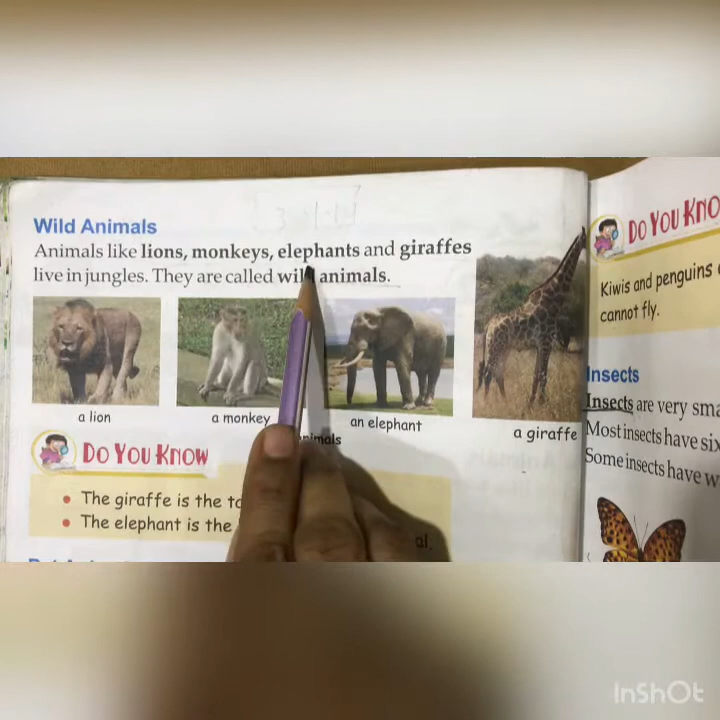 Wild Animals
Animals like lions, monkeys, elephants and giraffes
live in jungles. They are called wild animals.
a lion
a monkey
an elephant
a giraffe
DO YOU KNOW
The giraffe is the
The elephant is the
DO YOU
Kiwis and penguins
cannot fly.
Insects
Insects are very
Most insects have six
Some insects have
InShOt